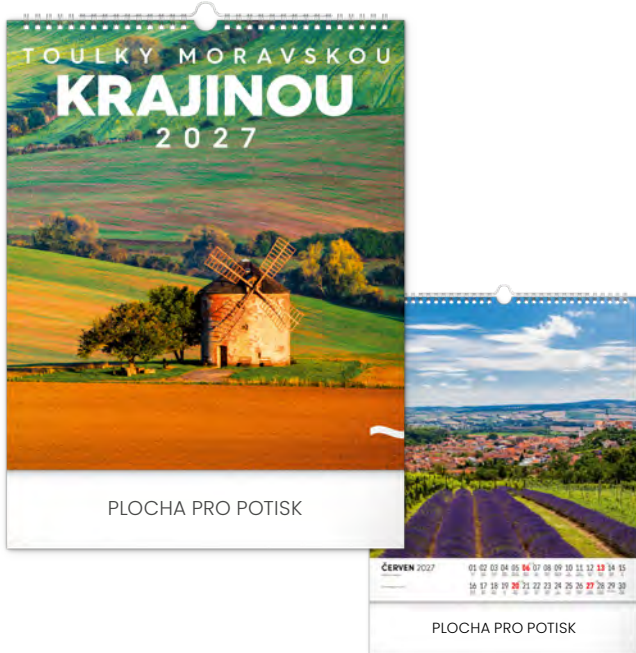 TOULKY MORAVSKOU
KRAJINOU
2027
PLOCHA PRO POTISK
ČERVEN 2027
01 02 03 04 05 06 07 08 09 10 11 12 13 14 15
16 17 18 19 20 21 22 23 24 25 26 27 28 29 30
PLOCHA PRO POTISK